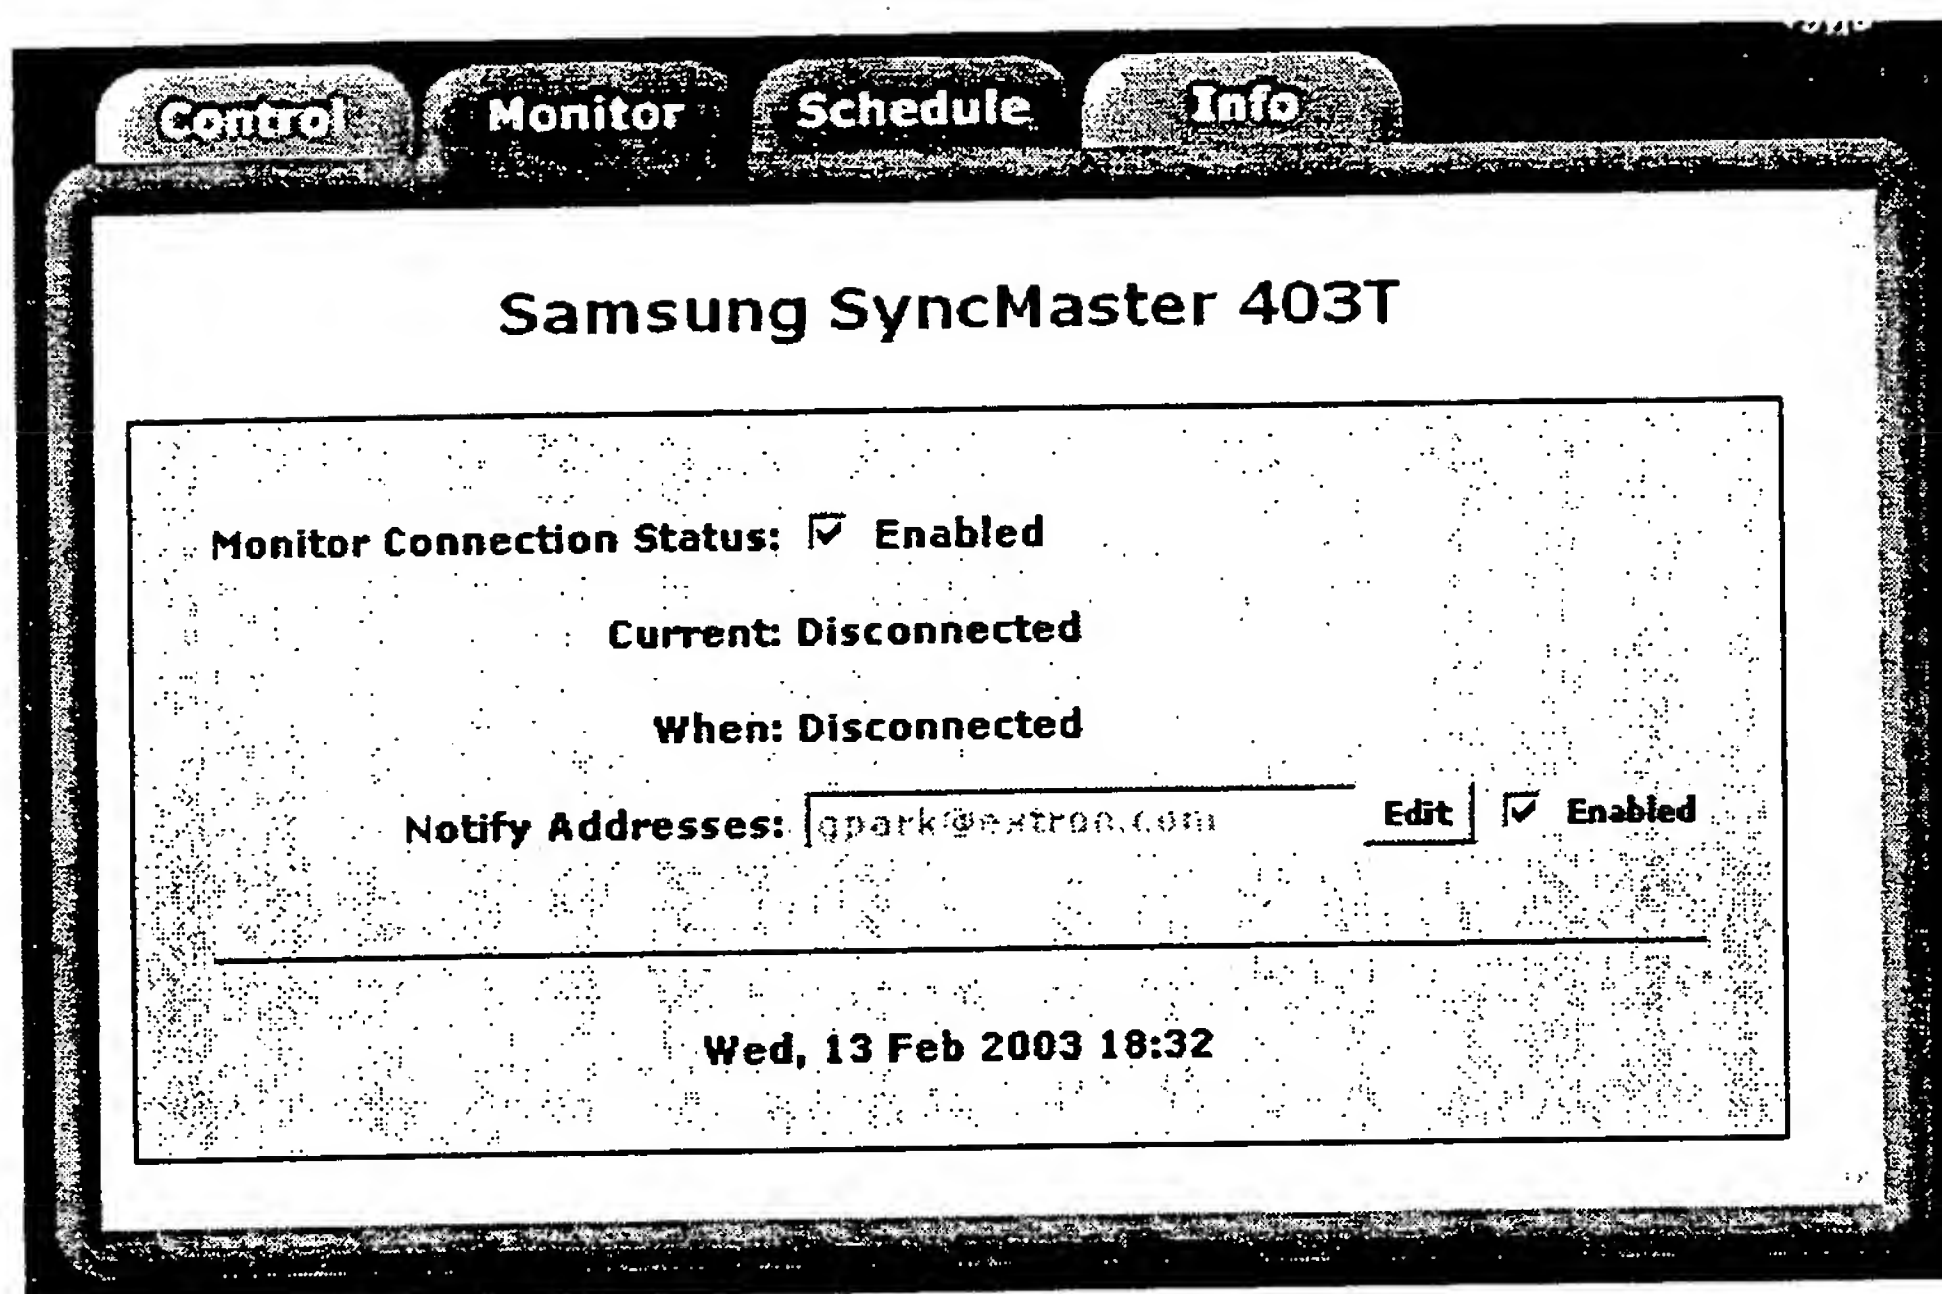 Control Monitor Schedule Info
Samsung SyncMaster 403T
Monitor Connection Status: Enabled
Current: Disconnected
When: Disconnected
Notify Addresses: gpark@extron.com Edit Enabled
Wed, 13 Feb 2003 18:32